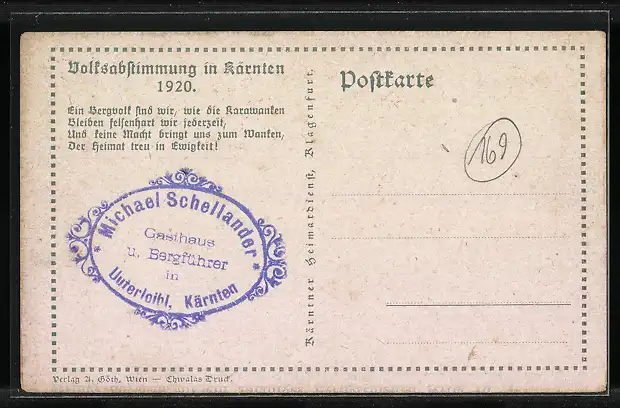 Volksabstimmung in Kärnten
1920.
Ein Bergvolk sind wir, wie die Karawanken
Bleiben felsenhart wir jederzeit,
Und keine Macht bringt uns zum Wanken,
Der Heimat treu in Ewigkeit!
* Michael Schellander *
Gasthaus
u. Bergführer
in
Unterloibl, Kärnten
Verlag A. Göth, Wien — Chwalas Druck.
Kärntner Heimatdienst, Klagenfurt.
Postkarte
169